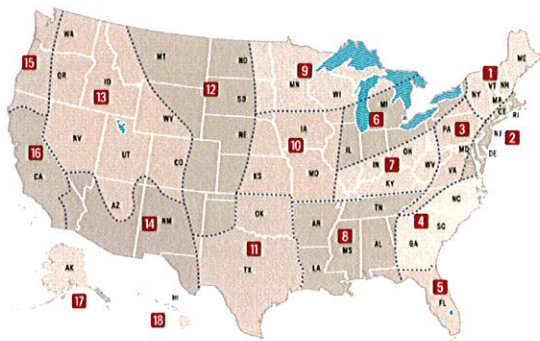 WA
MT
ND
9
1
ME
15
OR
ID
MN
VT
NH
13
12
SD
WI
MI
NY
MA
CT
RI
WY
6
3
2
NV
NE
IA
PA
NJ
16
UT
CO
10
IL
IN
OH
MD
DE
7
WV
CA
KS
MO
KY
VA
AZ
14
NM
OK
AR
TN
NC
4
SC
8
11
MS
AL
GA
TX
LA
AK
5
FL
HI
17
18